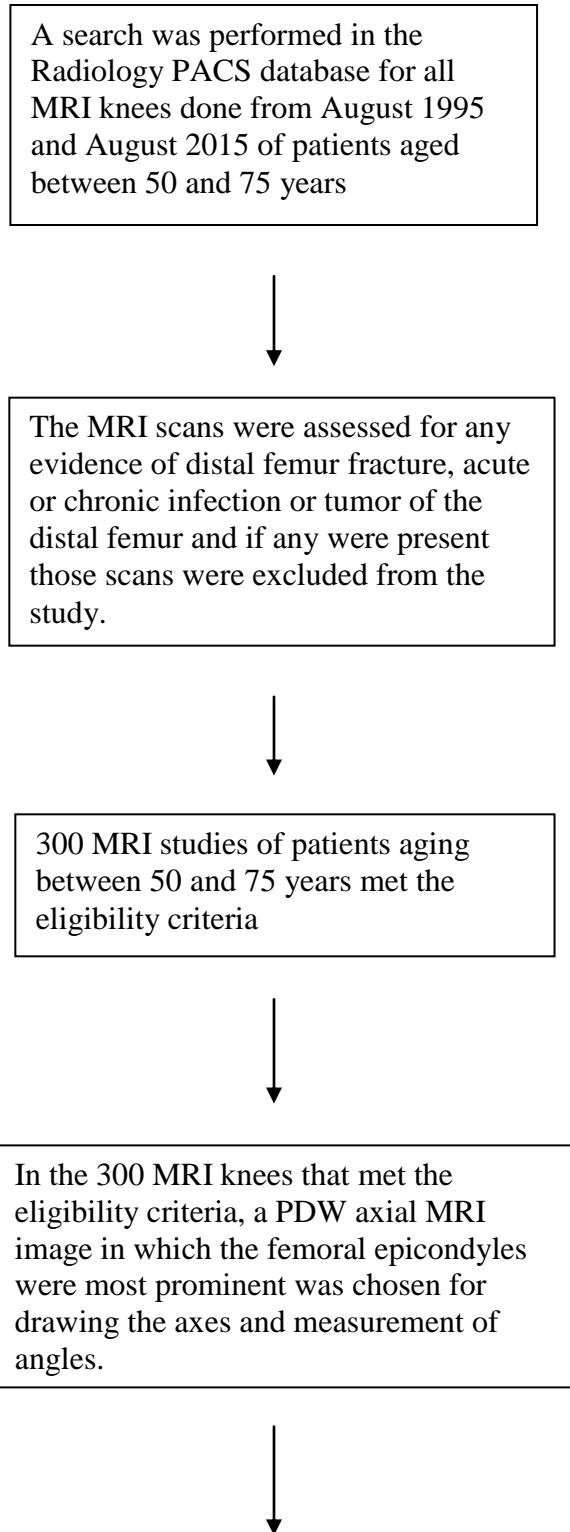 A search was performed in the
Radiology PACS database for all
MRI knees done from August 1995
and August 2015 of patients aged
between 50 and 75 years
The MRI scans were assessed for any
evidence of distal femur fracture, acute
or chronic infection or tumor of the
distal femur and if any were present
those scans were excluded from the
study.
300 MRI studies of patients aging
between 50 and 75 years met the
eligibility criteria
In the 300 MRI knees that met the
eligibility criteria, a PDW axial MRI
image in which the femoral epicondyles
were most prominent was chosen for
drawing the axes and measurement of
angles.